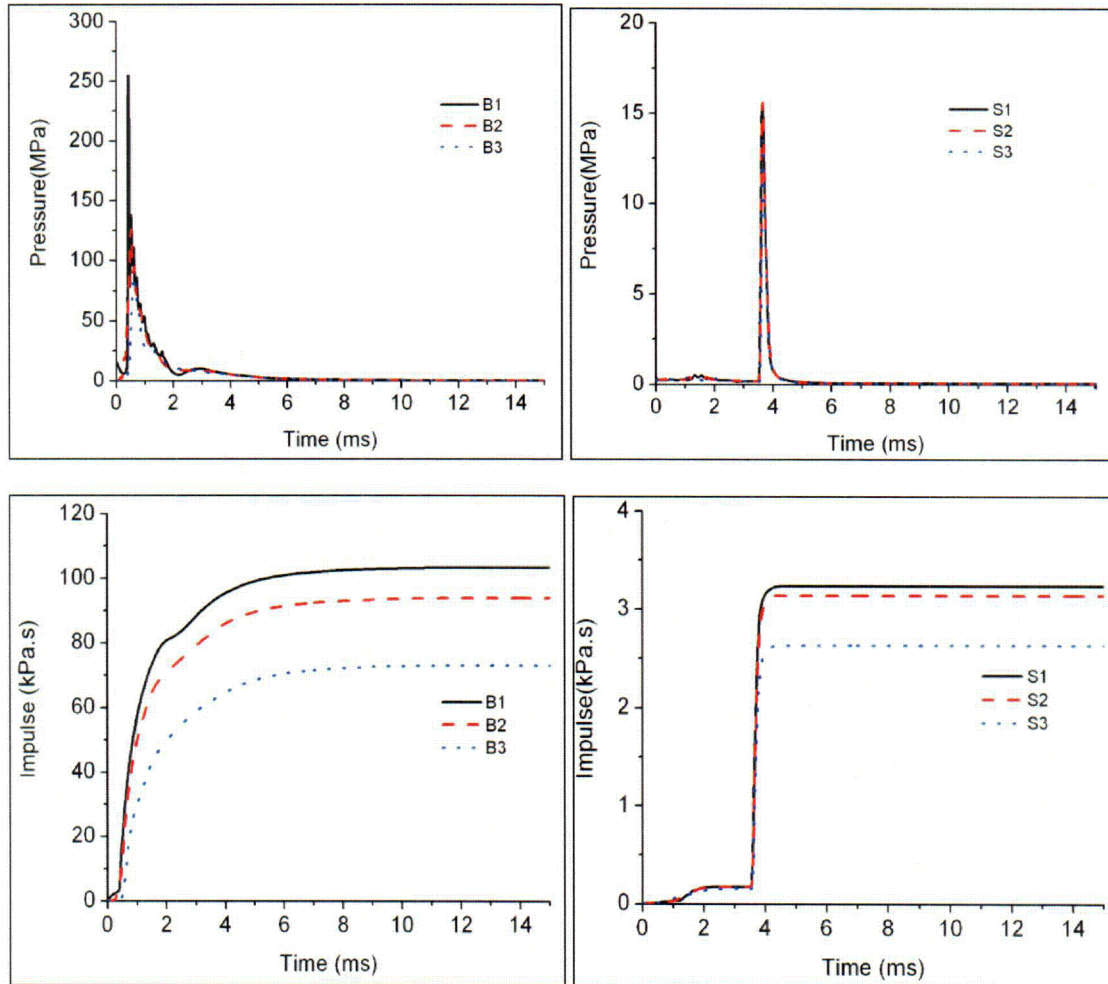 300
250
200
150
100
50
0
Pressure(MPa)
B1
B2
B3
0 2 4 6 8 10 12 14
Time (ms)
20
15
10
5
0
Pressure(MPa)
S1
S2
S3
0 2 4 6 8 10 12 14
Time (ms)
120
100
80
60
40
20
0
Impulse (kPa.s)
B1
B2
B3
0 2 4 6 8 10 12 14
Time (ms)
4
3
2
1
0
Impulse(kPa.s)
S1
S2
S3
0 2 4 6 8 10 12 14
Time (ms)